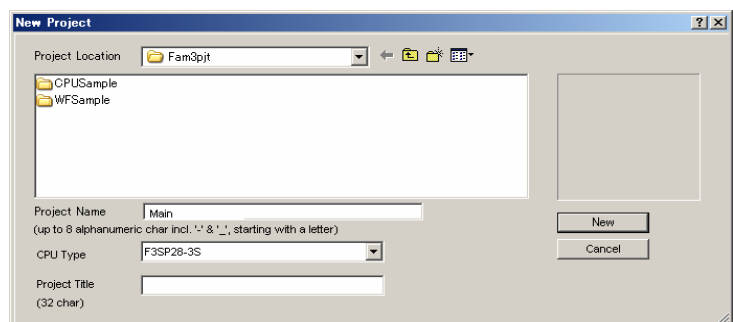 New Project
Project Location
Fam3pjt
CPUSample
WFSample
Project Name
Main
(up to 8 alphanumeric char incl. '-' & '_', starting with a letter)
New
CPU Type
F3SP28-3S
Cancel
Project Title
(32 char)